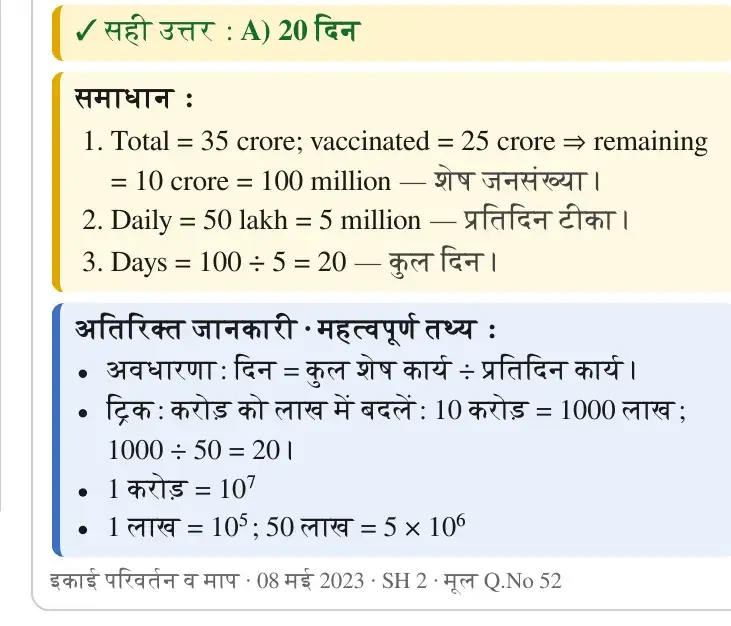 ✓ सही उत्तर : A) 20 दिन
समाधान :
1. Total = 35 crore; vaccinated = 25 crore ⇒ remaining
= 10 crore = 100 million — शेष जनसंख्या।
2. Daily = 50 lakh = 5 million — प्रतिदिन टीका।
3. Days = 100 ÷ 5 = 20 — कुल दिन।
अतिरिक्त जानकारी · महत्वपूर्ण तथ्य :
• अवधारणा : दिन = कुल शेष कार्य ÷ प्रतिदिन कार्य।
• ट्रिक : करोड़ को लाख में बदलें : 10 करोड़ = 1000 लाख ;
1000 ÷ 50 = 20।
• 1 करोड़ = 10⁷
• 1 लाख = 10⁵ ; 50 लाख = 5 × 10⁶
इकाई परिवर्तन व माप · 08 मई 2023 · SH 2 · मूल Q.No 52